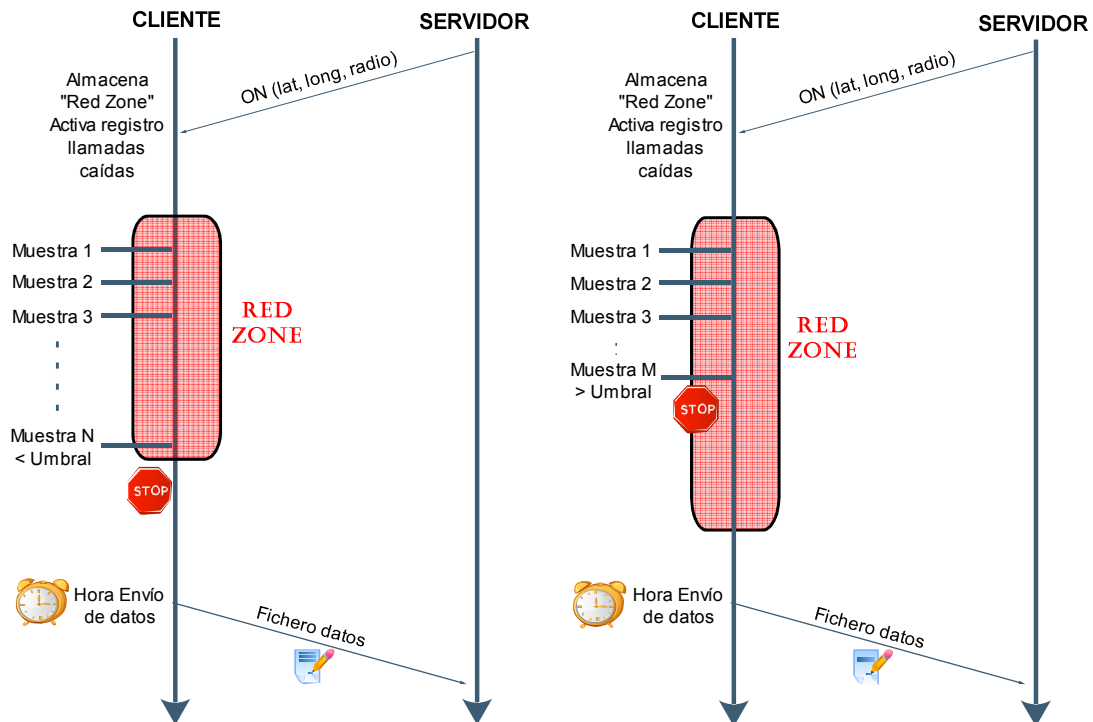 CLIENTE
SERVIDOR
ON (lat, long, radio)
Almacena
"Red Zone"
Activa registro
llamadas
caídas
Muestra 1
Muestra 2
Muestra 3
RED
ZONE
Muestra N
< Umbral
STOP
Hora Envío
de datos
Fichero datos
CLIENTE
SERVIDOR
ON (lat, long, radio)
Almacena
"Red Zone"
Activa registro
llamadas
caídas
Muestra 1
Muestra 2
Muestra 3
RED
ZONE
Muestra M
> Umbral
STOP
Hora Envío
de datos
Fichero datos